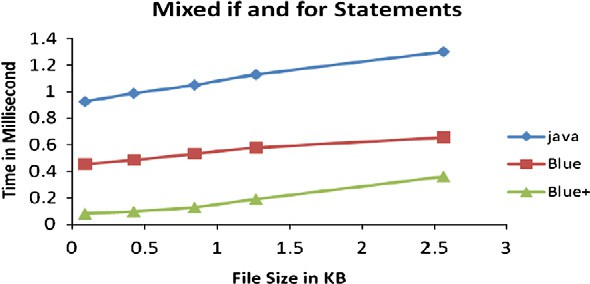 Mixed if and for Statements
Time in Millisecond
1.4
1.2
1
0.8
0.6
0.4
0.2
0
0 0.5 1 1.5 2 2.5 3
File Size in KB
java
Blue
Blue+